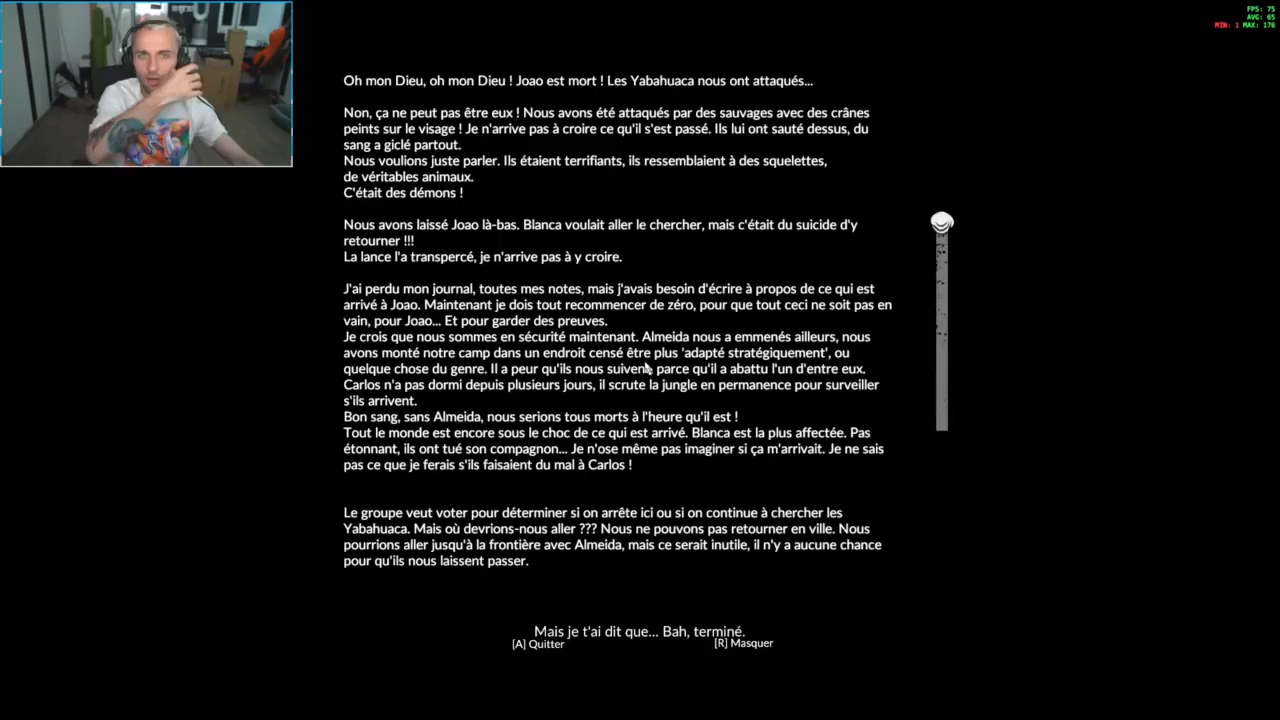 FPS: 75
AVG: 65
MIN: 1 MAX: 176
Oh mon Dieu, oh mon Dieu ! Joao est mort ! Les Yabahuaca nous ont attaqués...
Non, ça ne peut pas être eux ! Nous avons été attaqués par des sauvages avec des crânes
peints sur le visage ! Je n'arrive pas à croire ce qu'il s'est passé. Ils lui ont sauté dessus, du
sang a giclé partout.
Nous voulions juste parler. Ils étaient terrifiants, ils ressemblaient à des squelettes,
de véritables animaux.
C'était des démons !
Nous avons laissé Joao là-bas. Blanca voulait aller le chercher, mais c'était du suicide d'y
retourner !!!
La lance l'a transpercé, je n'arrive pas à y croire.
J'ai perdu mon journal, toutes mes notes, mais j'avais besoin d'écrire à propos de ce qui est
arrivé à Joao. Maintenant je dois tout recommencer de zéro, pour que tout ceci ne soit pas en
vain, pour Joao... Et pour garder des preuves.
Je crois que nous sommes en sécurité maintenant. Almeida nous a emmenés ailleurs, nous
avons monté notre camp dans un endroit censé être plus 'adapté stratégiquement', ou
quelque chose du genre. Il a peur qu'ils nous suivent parce qu'il a abattu l'un d'entre eux.
Carlos n'a pas dormi depuis plusieurs jours, il scrute la jungle en permanence pour surveiller
s'ils arrivent.
Bon sang, sans Almeida, nous serions tous morts à l'heure qu'il est !
Tout le monde est encore sous le choc de ce qui est arrivé. Blanca est la plus affectée. Pas
étonnant, ils ont tué son compagnon... Je n'ose même pas imaginer si ça m'arrivait. Je ne sais
pas ce que je ferais s'ils faisaient du mal à Carlos !
Le groupe veut voter pour déterminer si on arrête ici ou si on continue à chercher les
Yabahuaca. Mais où devrions-nous aller ??? Nous ne pouvons pas retourner en ville. Nous
pourrions aller jusqu'à la frontière avec Almeida, mais ce serait inutile, il n'y a aucune chance
pour qu'ils nous laissent passer.
Mais je t'ai dit que... Bah, terminé.
[A] Quitter [R] Masquer